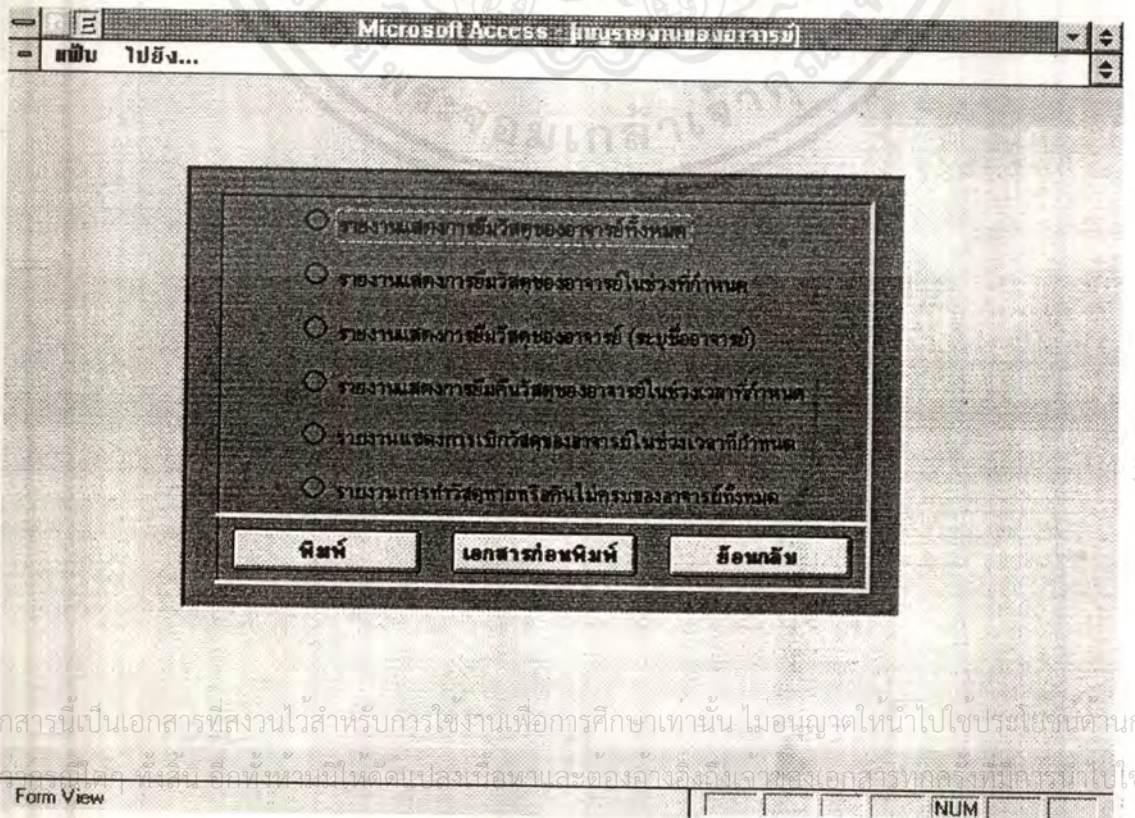 Microsoft Access - [เมนูรายงานของอาจารย์]
แฟ้ม ไปยัง...
รายงานแสดงการยืมวัสดุของอาจารย์ทั้งหมด
รายงานแสดงการยืมวัสดุของอาจารย์ในช่วงที่กำหนด
รายงานแสดงการยืมวัสดุของอาจารย์ (ระบุชื่ออาจารย์)
รายงานแสดงการยืมคืนวัสดุของอาจารย์ในช่วงเวลาที่กำหนด
รายงานแสดงการเบิกวัสดุของอาจารย์ในช่วงเวลาที่กำหนด
รายงานการทำวัสดุหายหรือคืนไม่ครบของอาจารย์ทั้งหมด
พิมพ์ เอกสารก่อนพิมพ์ ย้อนกลับ
กสารนี้เป็นเอกสารที่สงวนไว้สำหรับการใช้งานเพื่อการศึกษาเท่านั้น ไม่อนุญาตให้นำไปใช้ประโยชน์ด้าน
ทั้งสิ้น อีกทั้งห้ามมิให้ดัดแปลงเนื้อหาและต้องอ้างอิงถึงเจ้าของเอกสารทุกครั้งที่มีการนำไปใช้
Form View NUM